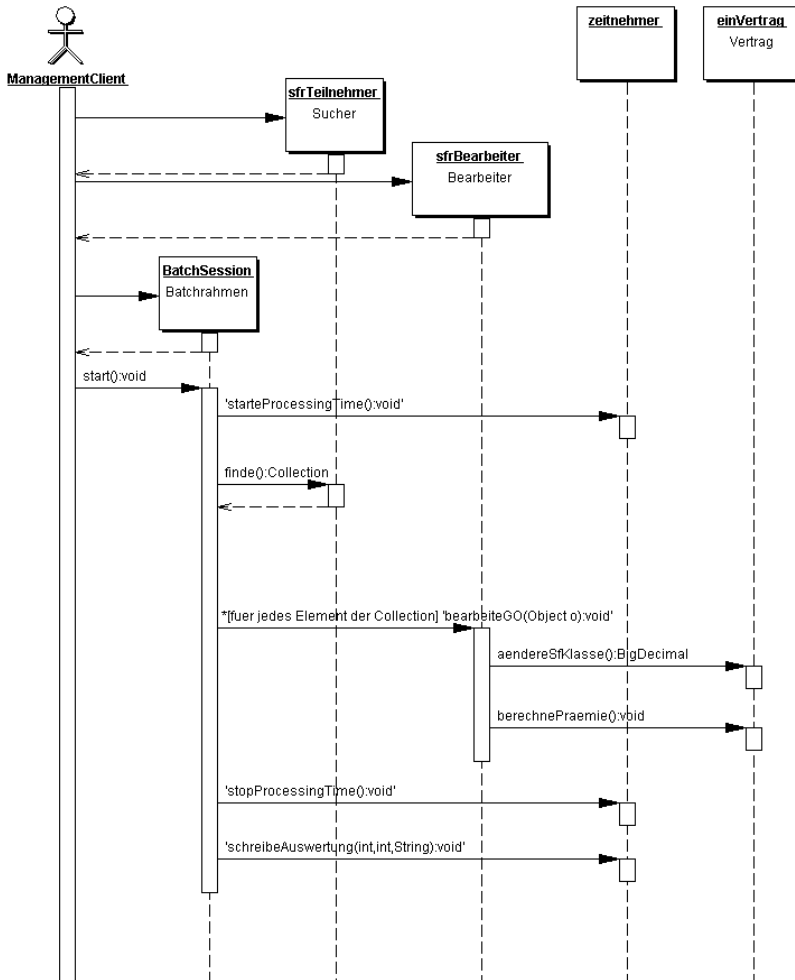 zeitnehmer
einVertrag
Vertrag
ManagementClient
sfrTeilnehmer
Sucher
sfrBearbeiter
Bearbeiter
BatchSession
Batchrahmen
start():void
'starteProcessingTime():void'
finde():Collection
*[fuer jedes Element der Collection] 'bearbeiteGO(Object o):void'
aendereSfKlasse():BigDecimal
berechnePraemie():void
'stopProcessingTime():void'
'schreibeAuswertung(int,int,String):void'